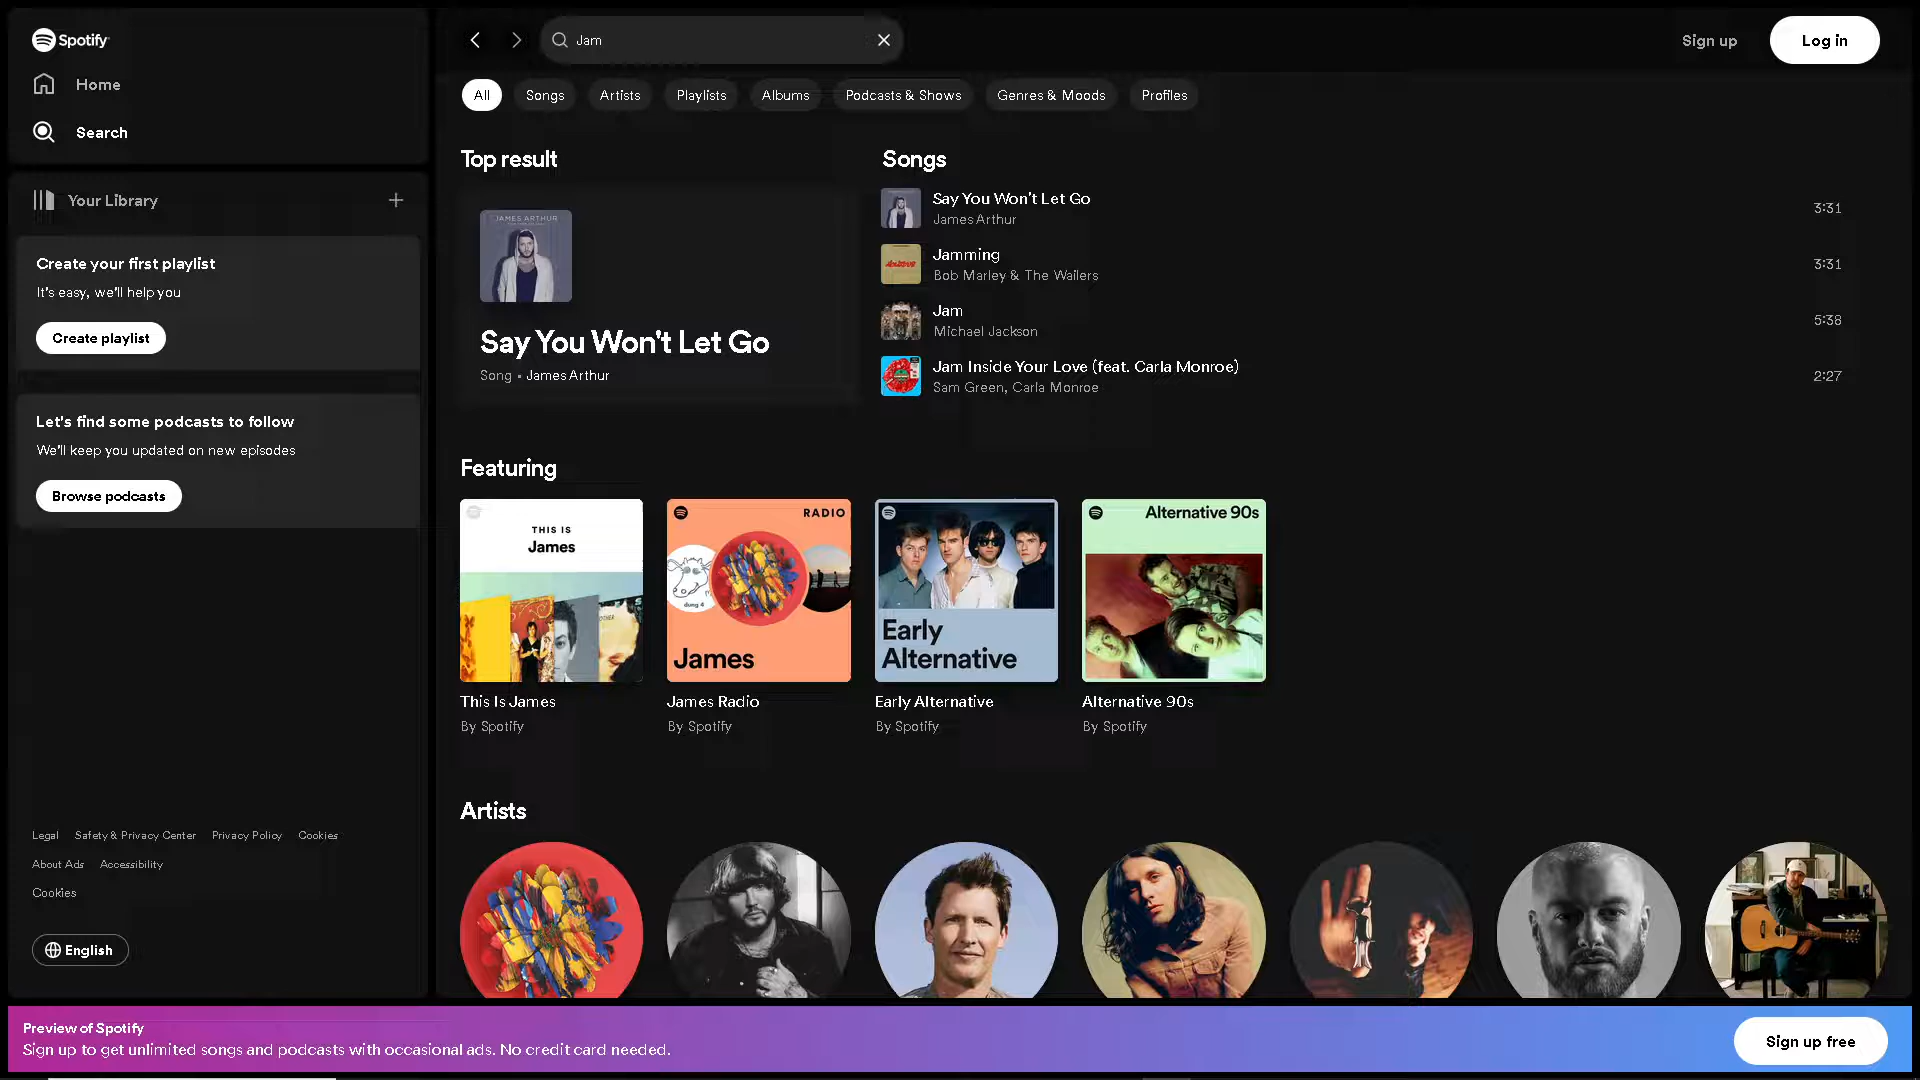 Spotify
Home
Search
Your Library
Create your first playlist
It's easy, we'll help you
Create playlist
Let's find some podcasts to follow
We'll keep you updated on new episodes
Browse podcasts
Legal Safety & Privacy Center Privacy Policy Cookies
About Ads Accessibility
Cookies
English
Jam
Sign up
Log in
All Songs Artists Playlists Albums Podcasts & Shows Genres & Moods Profiles
Top result
JAMES ARTHUR
Say You Won't Let Go
Song • James Arthur
Songs
Say You Won't Let Go
James Arthur
3:31
Jamming
Bob Marley & The Wailers
3:31
Jam
Michael Jackson
5:38
Jam Inside Your Love (feat. Carla Monroe)
Sam Green, Carla Monroe
2:27
Featuring
THIS IS
James
This Is James
By Spotify
RADIO
dung 4
James
James Radio
By Spotify
Early
Alternative
Early Alternative
By Spotify
Alternative 90s
Alternative 90s
By Spotify
Artists
Preview of Spotify
Sign up to get unlimited songs and podcasts with occasional ads. No credit card needed.
Sign up free